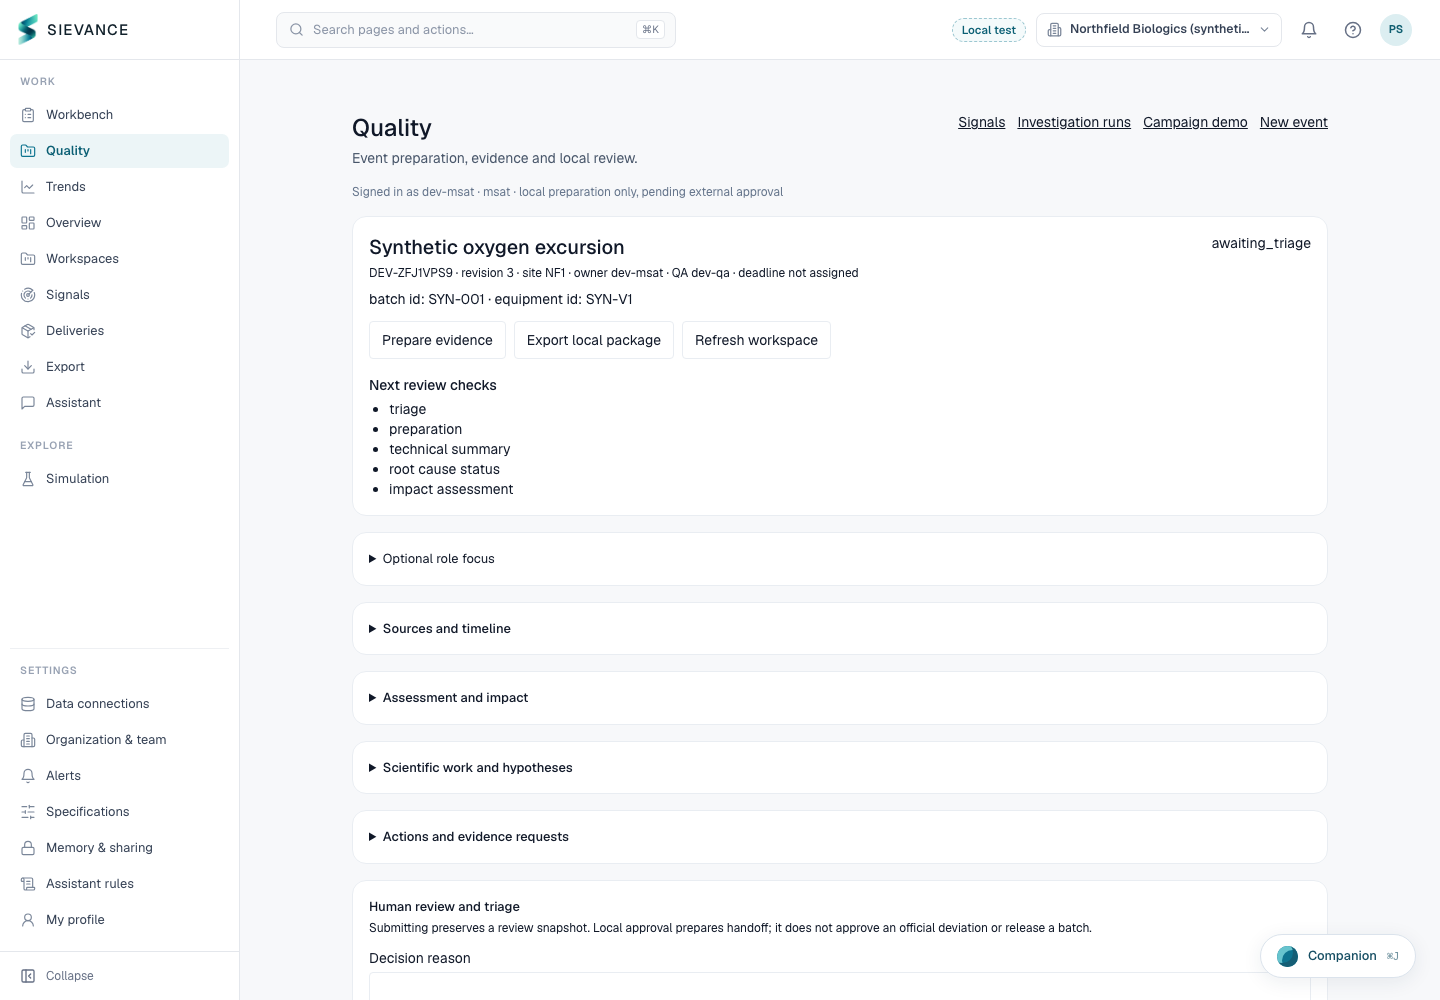 SIEVANCE
Search pages and actions...
⌘K
Local test
Northfield Biologics (syntheti...
PS
WORK
Workbench
Quality
Trends
Overview
Workspaces
Signals
Deliveries
Export
Assistant
EXPLORE
Simulation
SETTINGS
Data connections
Organization & team
Alerts
Specifications
Memory & sharing
Assistant rules
My profile
Collapse
Quality
Signals Investigation runs Campaign demo New event
Event preparation, evidence and local review.
Signed in as dev-msat · msat · local preparation only, pending external approval
Synthetic oxygen excursion
awaiting_triage
DEV-ZFJ1VPS9 · revision 3 · site NF1 · owner dev-msat · QA dev-qa · deadline not assigned
batch id: SYN-001 · equipment id: SYN-V1
Prepare evidence Export local package Refresh workspace
Next review checks
• triage
• preparation
• technical summary
• root cause status
• impact assessment
Optional role focus
Sources and timeline
Assessment and impact
Scientific work and hypotheses
Actions and evidence requests
Human review and triage
Submitting preserves a review snapshot. Local approval prepares handoff; it does not approve an official deviation or release a batch.
Decision reason
Companion ⌘J